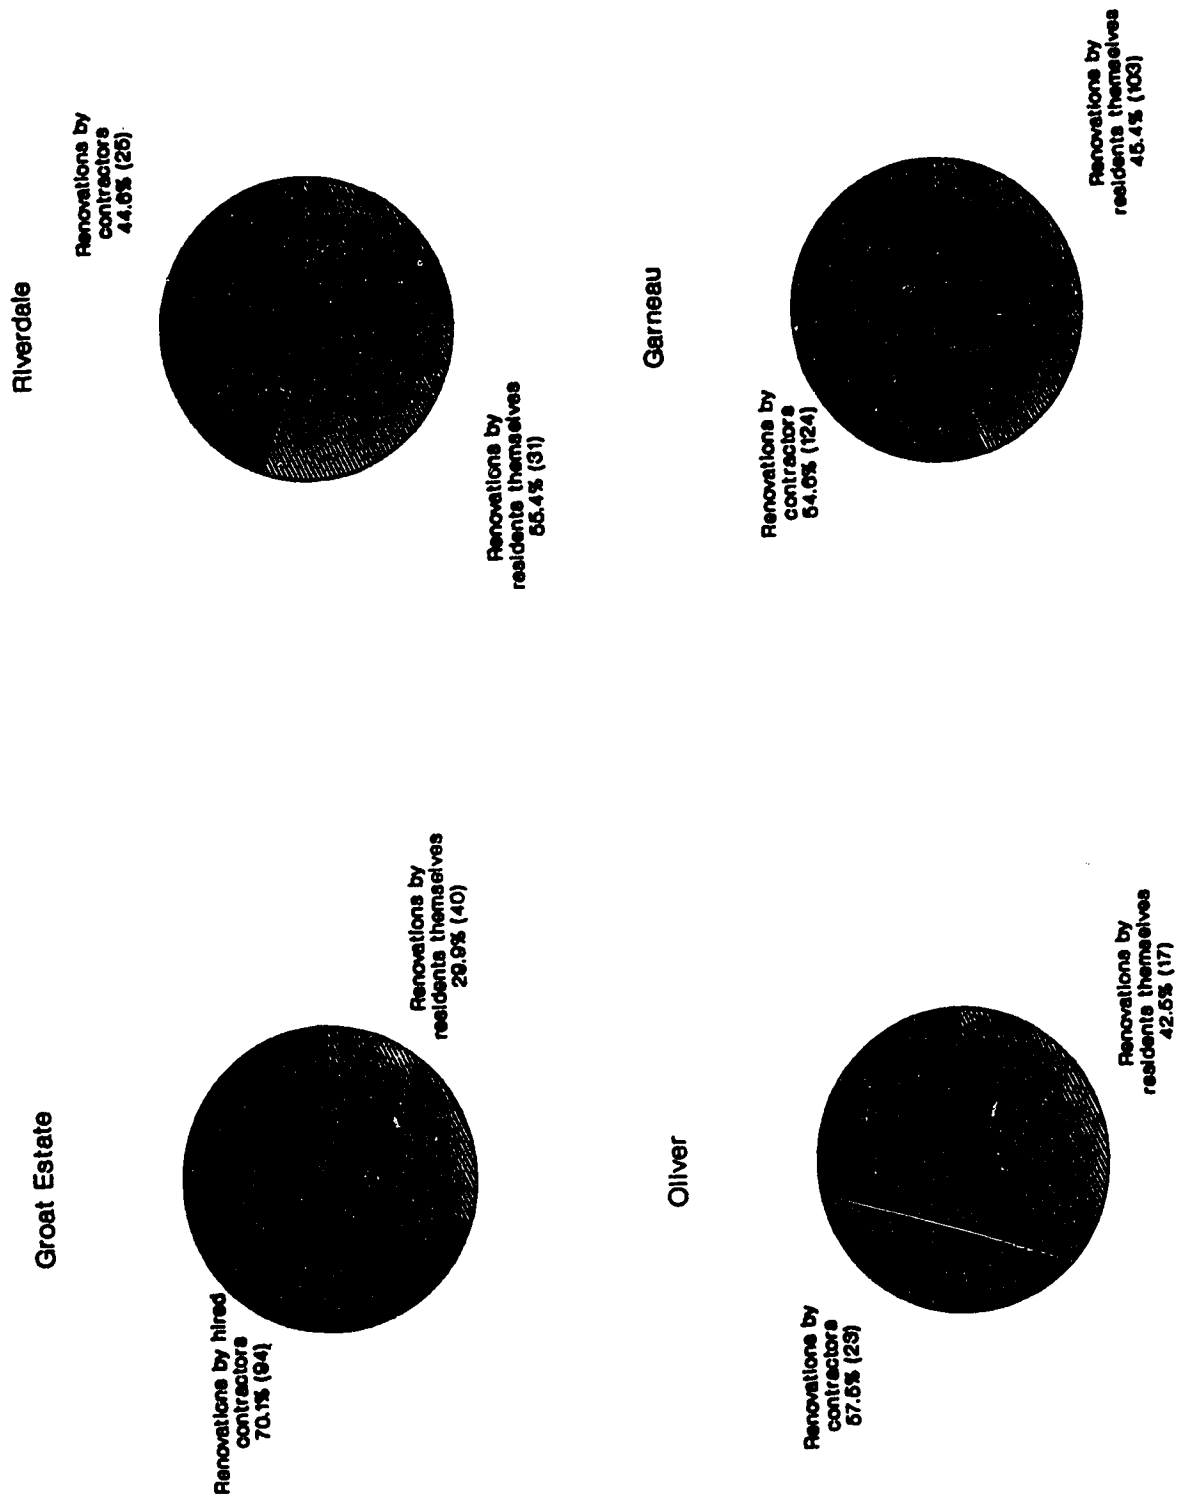 Groat Estate
Renovations by hired
contractors
70.1% (94)
Renovations by
residents themselves
29.9% (40)
Riverdale
Renovations by
contractors
44.6% (25)
Renovations by
residents themselves
55.4% (31)
Oliver
Renovations by
contractors
57.5% (23)
Renovations by
residents themselves
42.5% (17)
Garneau
Renovations by
contractors
54.6% (124)
Renovations by
residents themselves
45.4% (103)